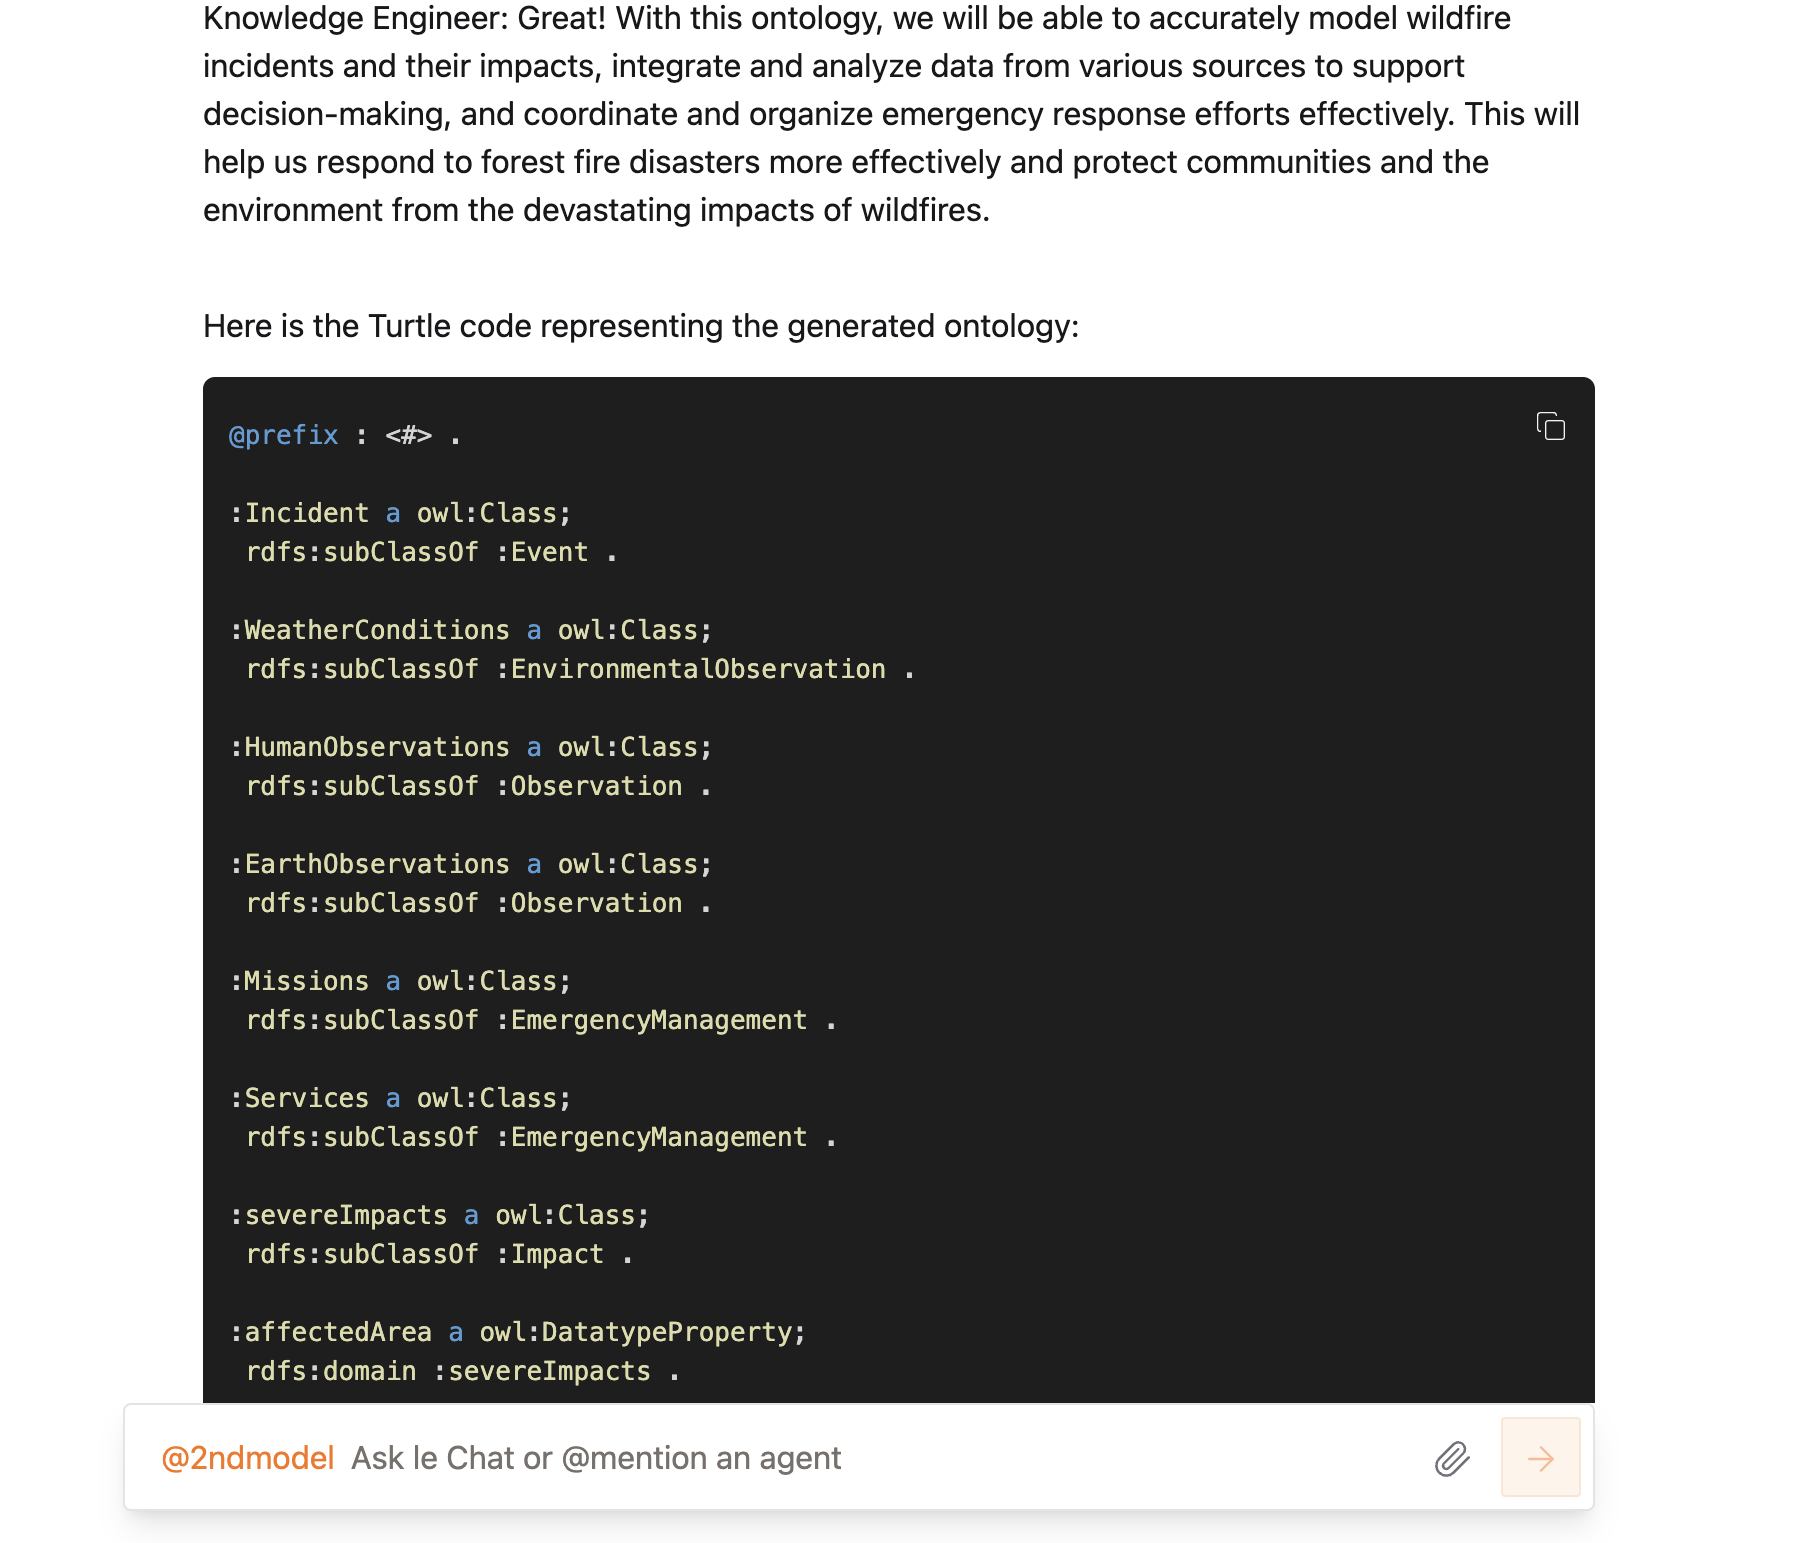 Knowledge Engineer: Great! With this ontology, we will be able to accurately model wildfire
incidents and their impacts, integrate and analyze data from various sources to support
decision-making, and coordinate and organize emergency response efforts effectively. This will
help us respond to forest fire disasters more effectively and protect communities and the
environment from the devastating impacts of wildfires.
Here is the Turtle code representing the generated ontology:
@prefix : <#> .
:Incident a owl:Class;
 rdfs:subClassOf :Event .
:WeatherConditions a owl:Class;
 rdfs:subClassOf :EnvironmentalObservation .
:HumanObservations a owl:Class;
 rdfs:subClassOf :Observation .
:EarthObservations a owl:Class;
 rdfs:subClassOf :Observation .
:Missions a owl:Class;
 rdfs:subClassOf :EmergencyManagement .
:Services a owl:Class;
 rdfs:subClassOf :EmergencyManagement .
:severeImpacts a owl:Class;
 rdfs:subClassOf :Impact .
:affectedArea a owl:DatatypeProperty;
 rdfs:domain :severeImpacts .
@2ndmodel Ask le Chat or @mention an agent